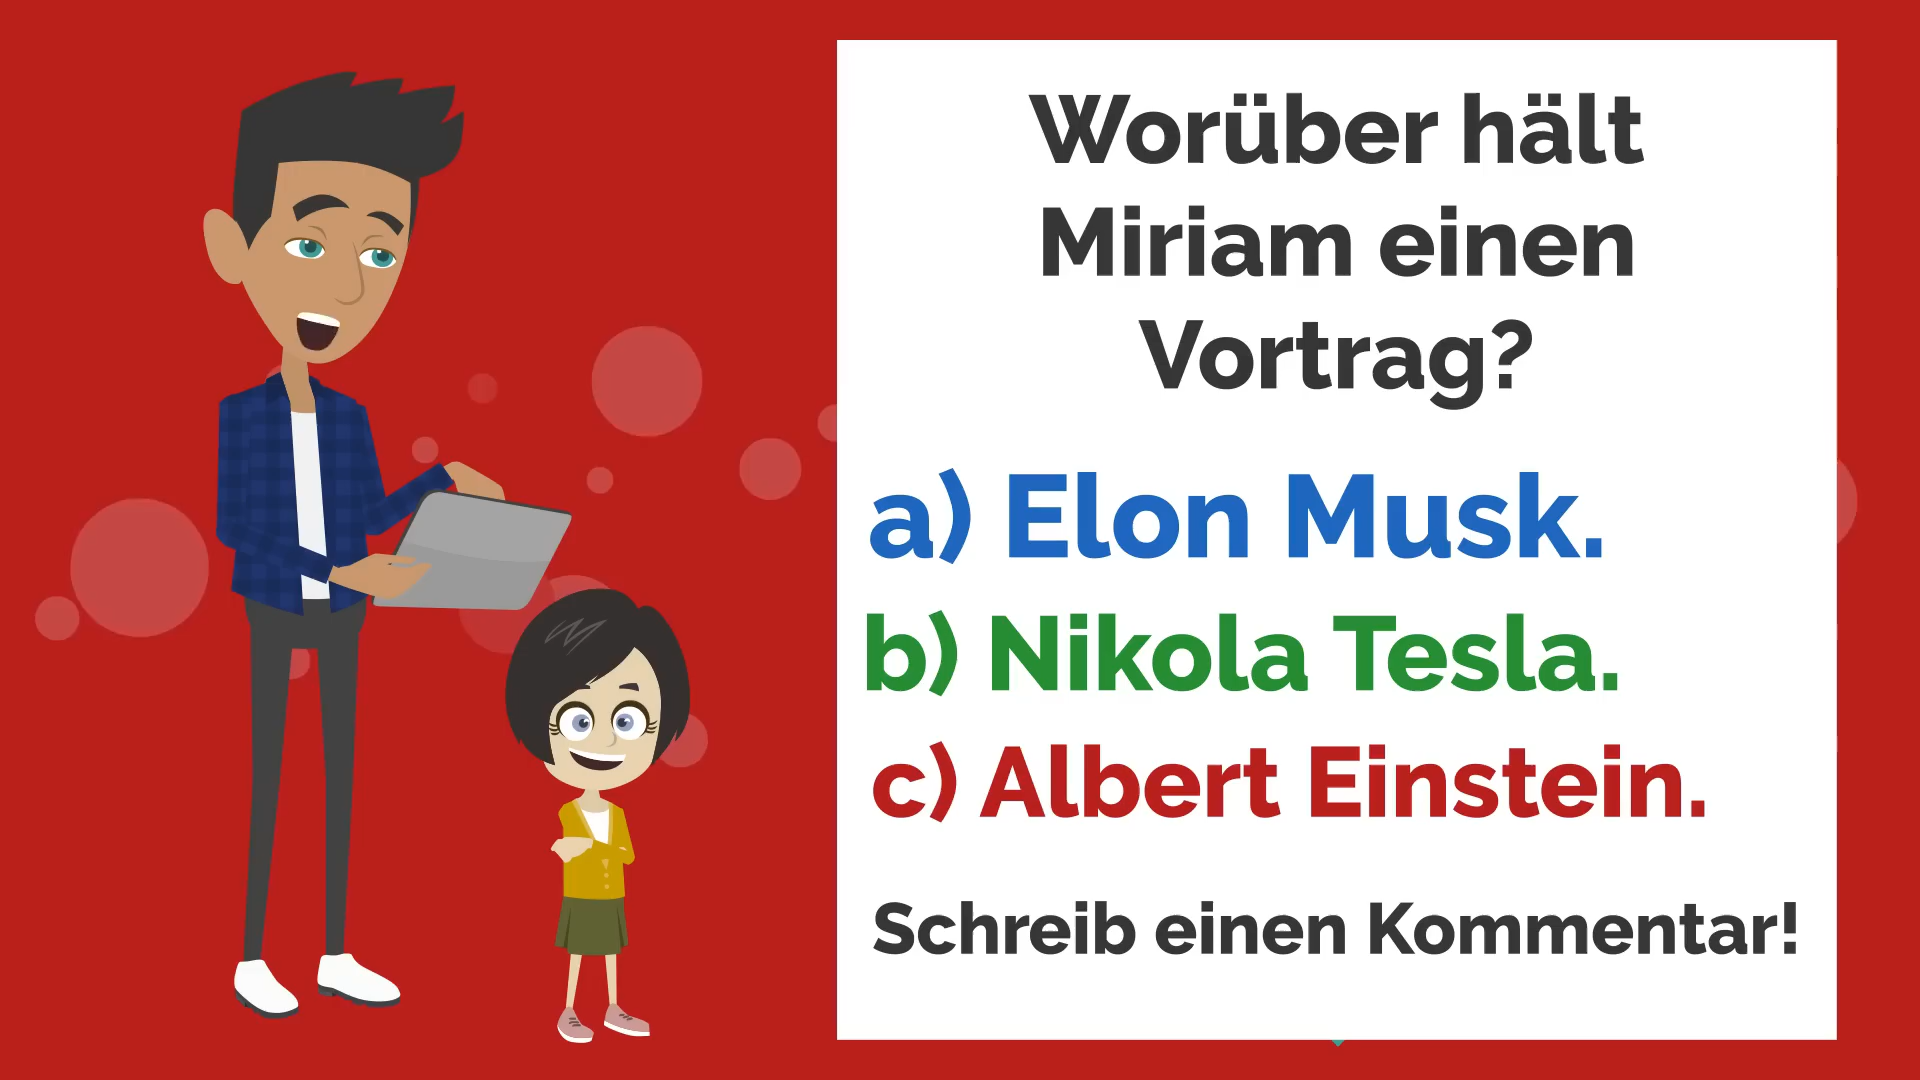 Worüber hält
Miriam einen
Vortrag?
a) Elon Musk.
b) Nikola Tesla.
c) Albert Einstein.
Schreib einen Kommentar!